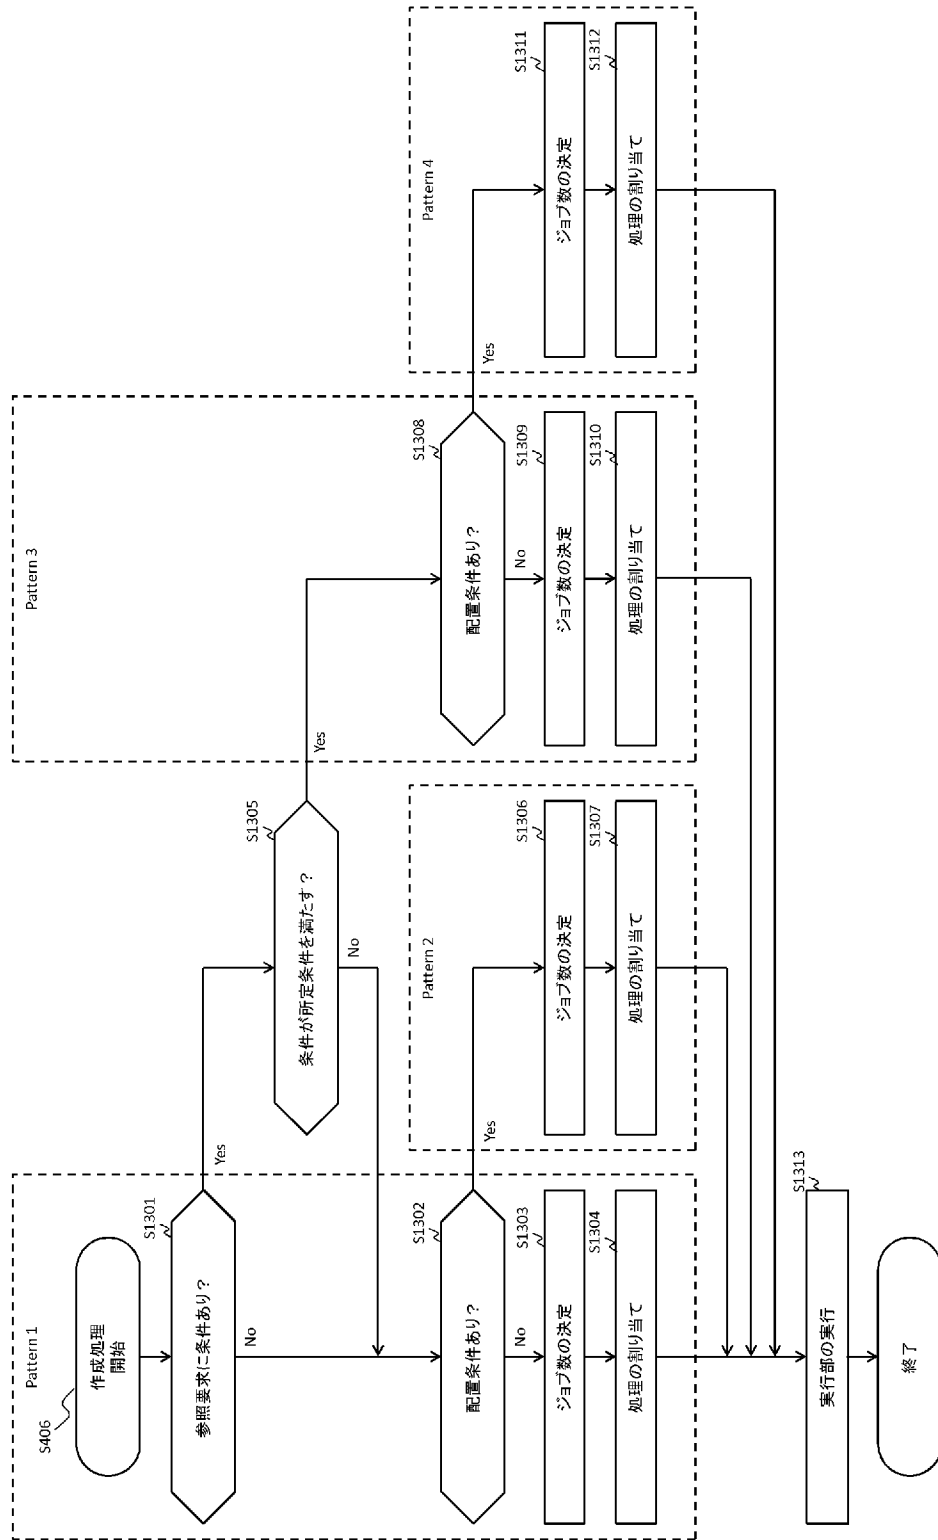 Pattern 1
S406
作成処理
開始
S1301
参照要求に条件あり？
Yes
No
S1305
条件が所定条件を満たす？
Yes
No
S1302
配置条件あり？
Yes
No
S1303
ジョブ数の決定
S1304
処理の割り当て
Pattern 2
S1306
ジョブ数の決定
S1307
処理の割り当て
Pattern 3
S1308
配置条件あり？
Yes
No
S1309
ジョブ数の決定
S1310
処理の割り当て
Pattern 4
S1311
ジョブ数の決定
S1312
処理の割り当て
S1313
実行部の実行
終了